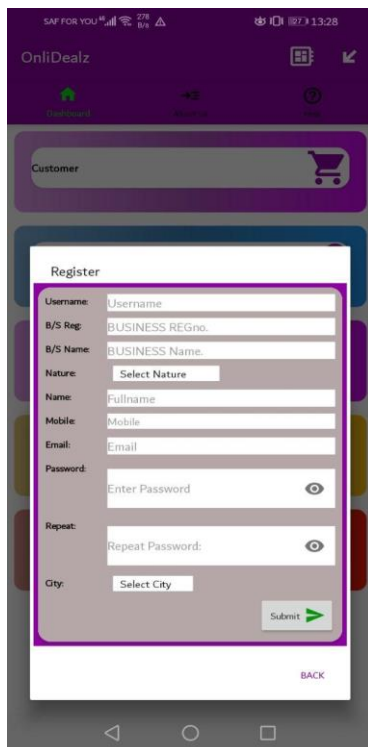 SAF FOR YOU 278 B/s 13:28
OnliDealz
Dashboard
Customer
Register
Username: Username
B/S Reg: BUSINESS REGno.
B/S Name: BUSINESS Name.
Nature: Select Nature
Name: Fullname
Mobile: Mobile
Email: Email
Password:
Enter Password
Repeat:
Repeat Password:
City: Select City
Submit
BACK